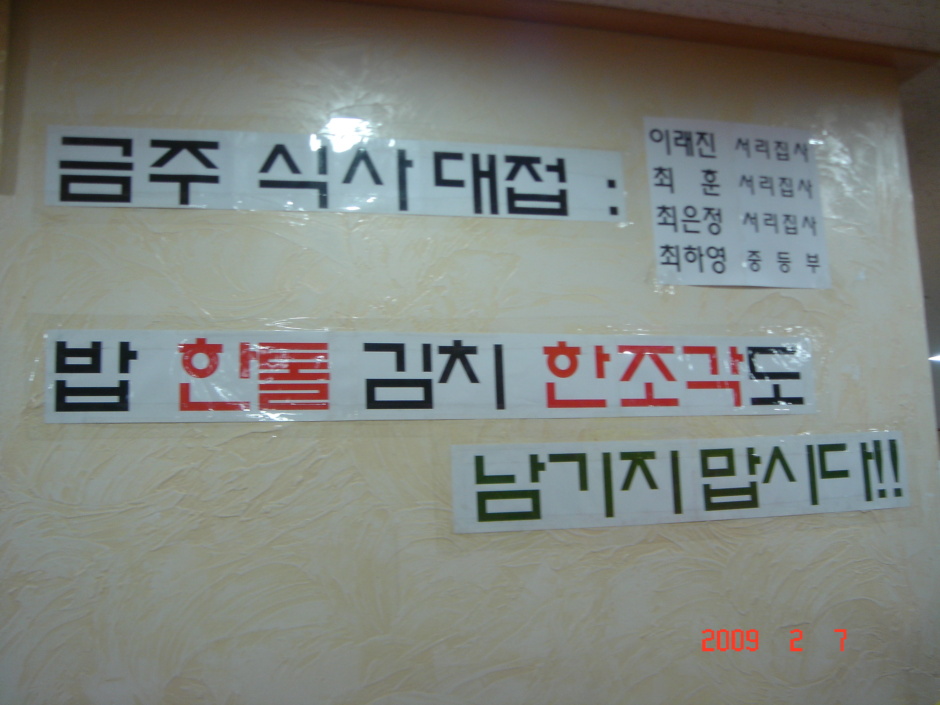 금주 식사 대접 :
이래진 서리집사
최 훈 서리집사
최은정 서리집사
최하영 중 등 부
밥 한톨 김치 한조각도
남기지 맙시다!!
2009 2 7